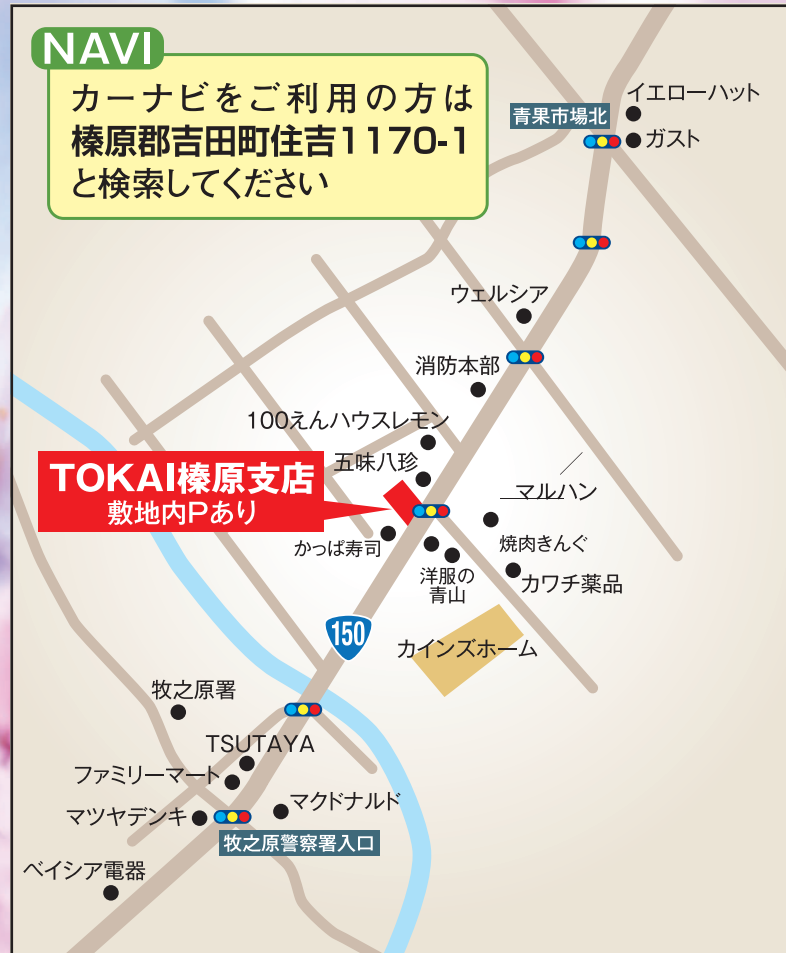 NAVI
カーナビをご利用の方は
榛原郡吉田町住吉1170-1
と検索してください
イエローハット
青果市場北
ガスト
ウェルシア
消防本部
100えんハウスレモン
五味八珍
TOKAI榛原支店
敷地内Pあり
マルハン
かっぱ寿司
焼肉きんぐ
洋服の
青山
カワチ薬品
150
カインズホーム
牧之原署
TSUTAYA
ファミリーマート
マクドナルド
マツヤデンキ
牧之原警察署入口
ベイシア電器